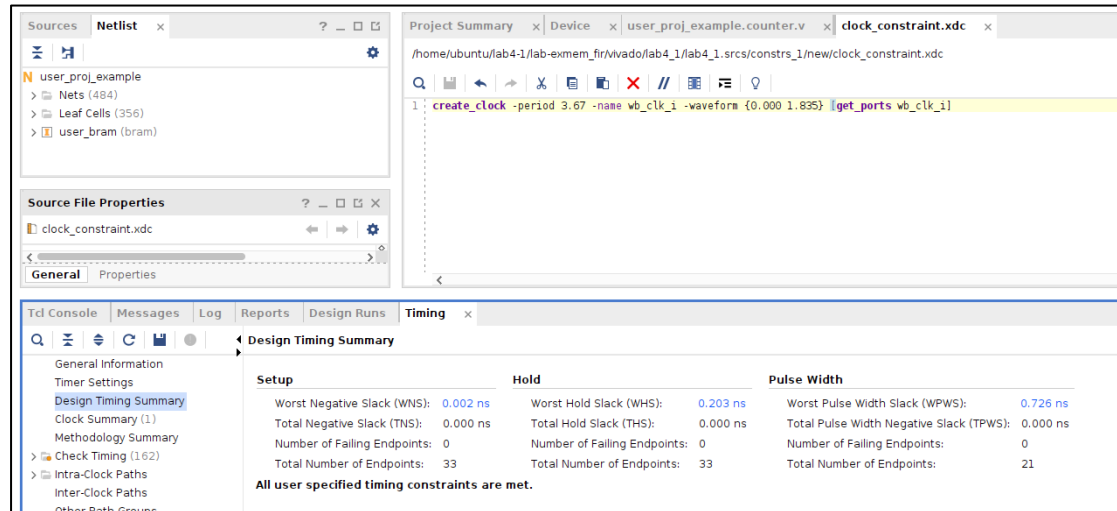 Sources Netlist × ? _ □
N user_proj_example
> Nets (484)
> Leaf Cells (356)
> user_bram (bram)
Source File Properties ? _ □ ×
clock_constraint.xdc
General Properties
Project Summary × Device × user_proj_example.counter.v × clock_constraint.xdc ×
/home/ubuntu/lab4-1/lab-exmem_fir/vivado/lab4_1/lab4_1.srcs/constrs_1/new/clock_constraint.xdc
1 create_clock -period 3.67 -name wb_clk_i -waveform {0.000 1.835} [get_ports wb_clk_i]
Tcl Console Messages Log Reports Design Runs Timing ×
General Information
Timer Settings
Design Timing Summary
Clock Summary (1)
Methodology Summary
> Check Timing (162)
> Intra-Clock Paths
Inter-Clock Paths
Other Path Groups
Design Timing Summary
Setup Hold Pulse Width
Worst Negative Slack (WNS): 0.002 ns Worst Hold Slack (WHS): 0.203 ns Worst Pulse Width Slack (WPWS): 0.726 ns
Total Negative Slack (TNS): 0.000 ns Total Hold Slack (THS): 0.000 ns Total Pulse Width Negative Slack (TPWS): 0.000 ns
Number of Failing Endpoints: 0 Number of Failing Endpoints: 0 Number of Failing Endpoints: 0
Total Number of Endpoints: 33 Total Number of Endpoints: 33 Total Number of Endpoints: 21
All user specified timing constraints are met.